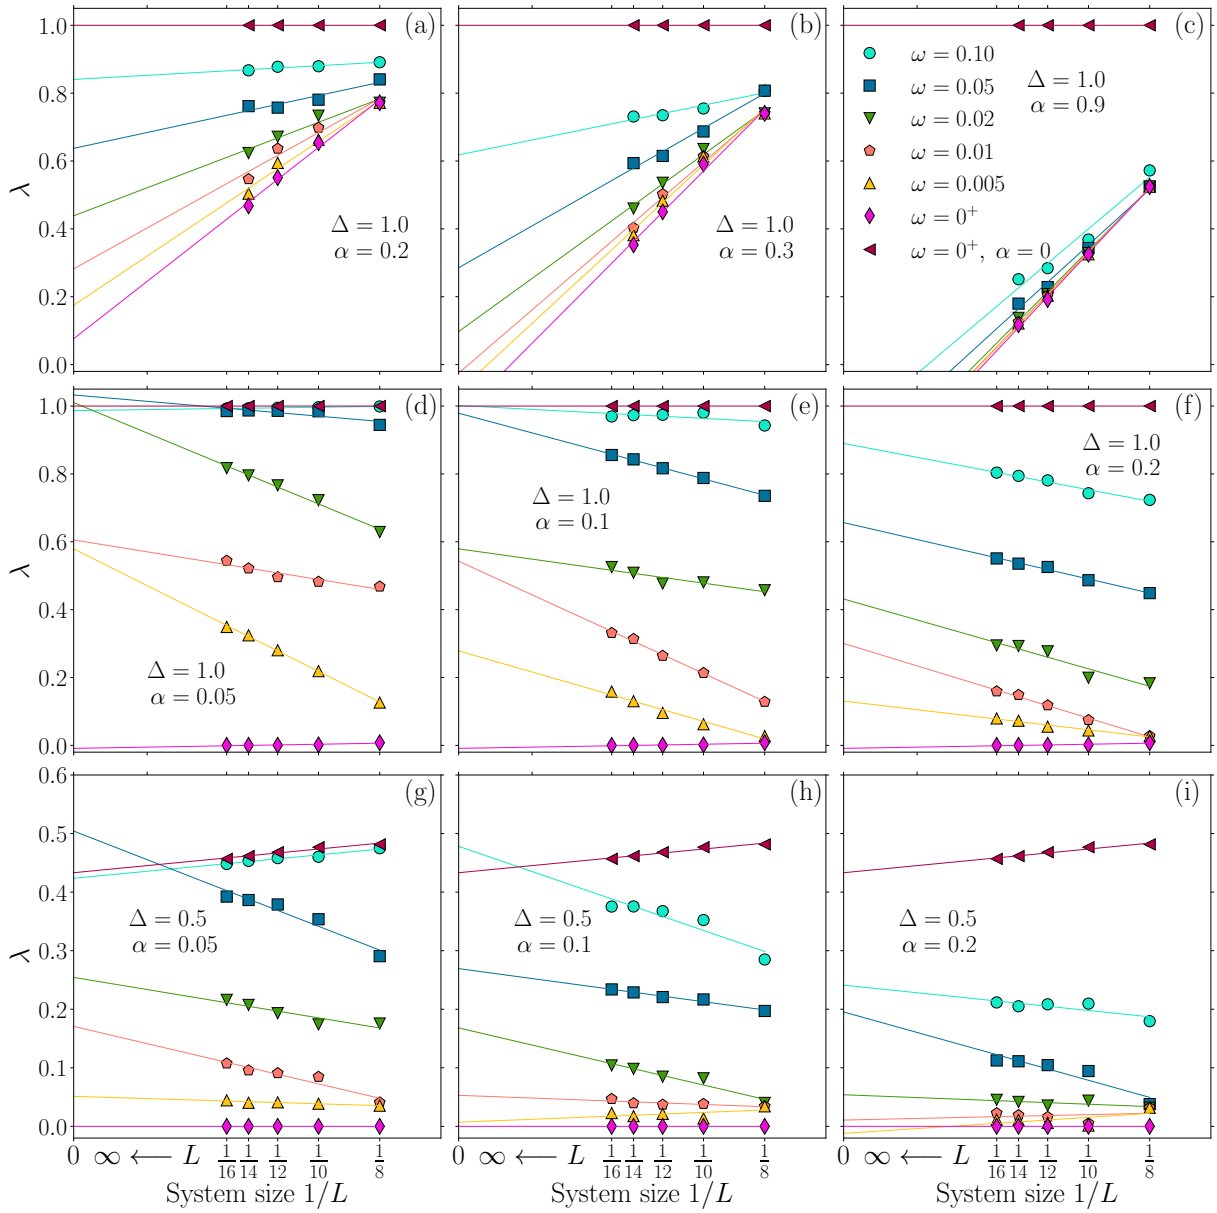 1.0
0.8
0.6
0.4
0.2
0.0
λ
(a)
Δ = 1.0
α = 0.2
(b)
Δ = 1.0
α = 0.3
(c)
ω = 0.10
ω = 0.05
ω = 0.02
ω = 0.01
ω = 0.005
ω = 0⁺
ω = 0⁺, α = 0
Δ = 1.0
α = 0.9
1.0
0.8
0.6
0.4
0.2
0.0
λ
(d)
Δ = 1.0
α = 0.05
(e)
Δ = 1.0
α = 0.1
(f)
Δ = 1.0
α = 0.2
0.6
0.5
0.4
0.3
0.2
0.1
0.0
λ
(g)
Δ = 0.5
α = 0.05
(h)
Δ = 0.5
α = 0.1
(i)
Δ = 0.5
α = 0.2
0 ∞ ⟵ L 1/16 1/14 1/12 1/10 1/8
System size 1/L
0 ∞ ⟵ L 1/16 1/14 1/12 1/10 1/8
System size 1/L
0 ∞ ⟵ L 1/16 1/14 1/12 1/10 1/8
System size 1/L